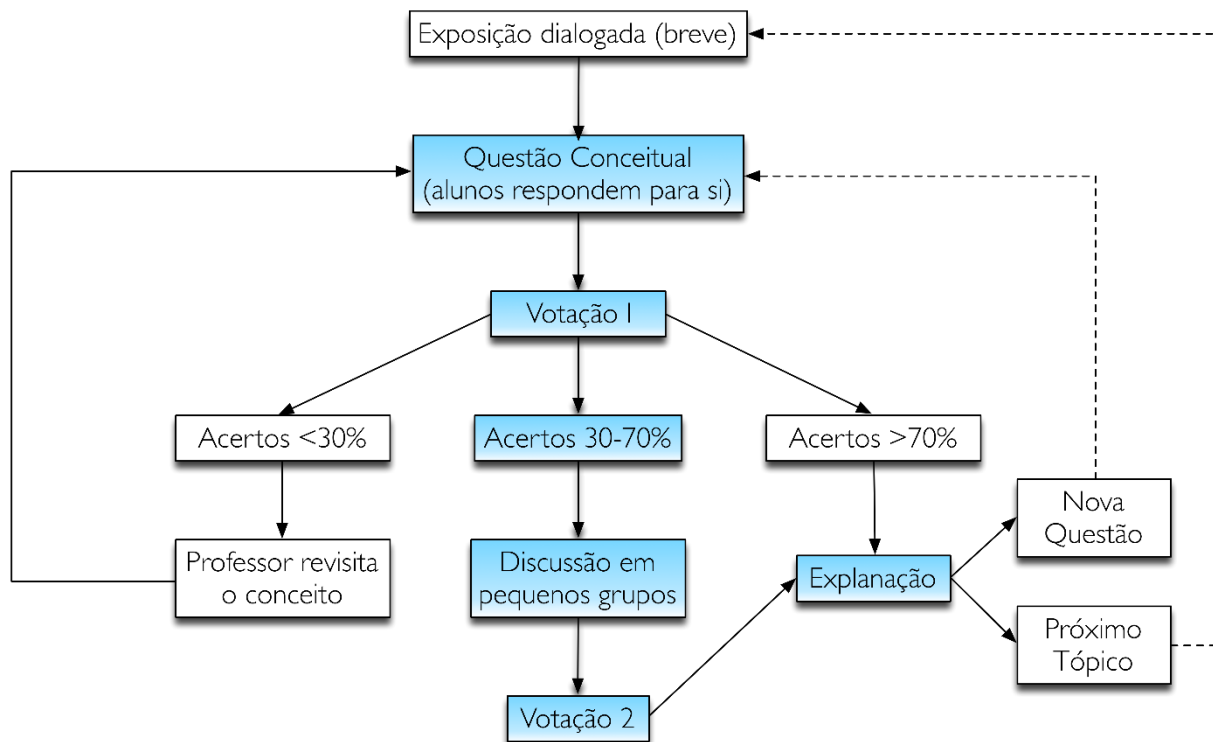 Exposição dialogada (breve)
Questão Conceitual
(alunos respondem para si)
Votação I
Acertos <30%
Acertos 30-70%
Acertos >70%
Professor revisita
o conceito
Discussão em
pequenos grupos
Explanação
Nova
Questão
Próximo
Tópico
Votação 2